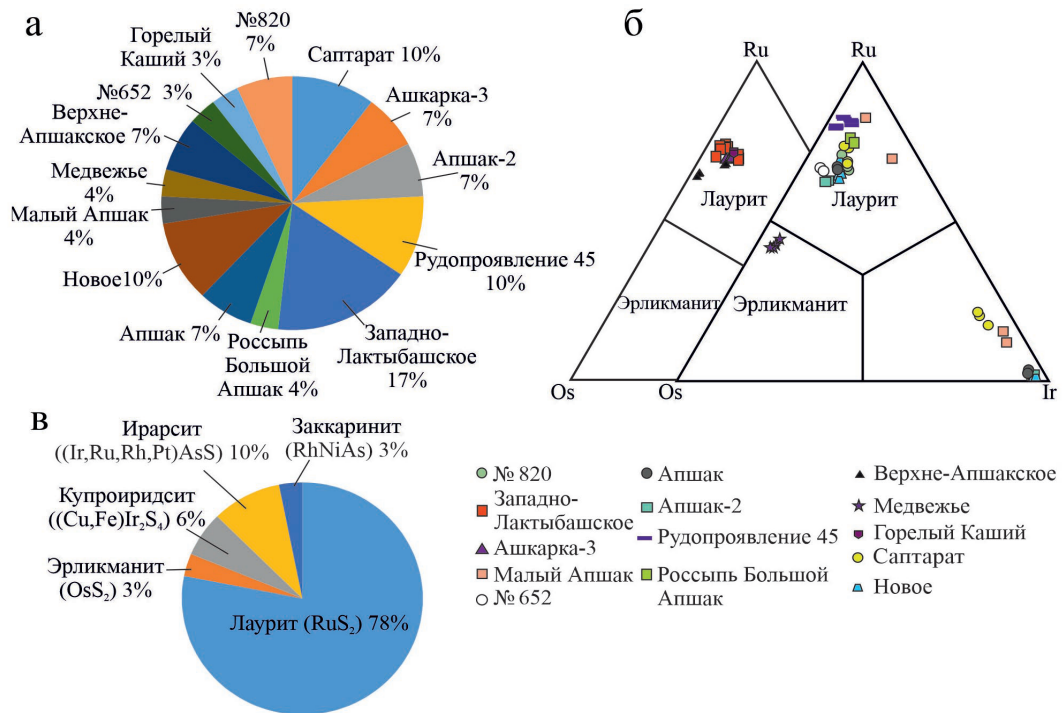 а
№820
7%
Горелый
Каший 3%
№652 3%
Верхне-
Апшакское 7%
Медвежье
4%
Малый Апшак
4%
Новое10%
Апшак 7%
Россыпь
Большой
Апшак 4%
Саптарат 10%
Ашкарка-3
7%
Апшак-2
7%
Рудопроявление 45
10%
Западно-
Лактыбашское
17%
б
Ru
Ru
Лаурит
Лаурит
Эрликманит
Эрликманит
Os
Os
Ir
в
Ирарсит
((Ir,Ru,Rh,Pt)AsS) 10%
Заккаринит
(RhNiAs) 3%
Купроиридсит
((Cu,Fe)Ir₂S₄) 6%
Эрликманит
(OsS₂) 3%
Лаурит (RuS₂) 78%
№ 820
Западно-
Лактыбашское
Ашкарка-3
Малый Апшак
№ 652
Апшак
Апшак-2
Рудопроявление 45
Россыпь Большой
Апшак
Верхне-Апшакское
Медвежье
Горелый Каший
Саптарат
Новое